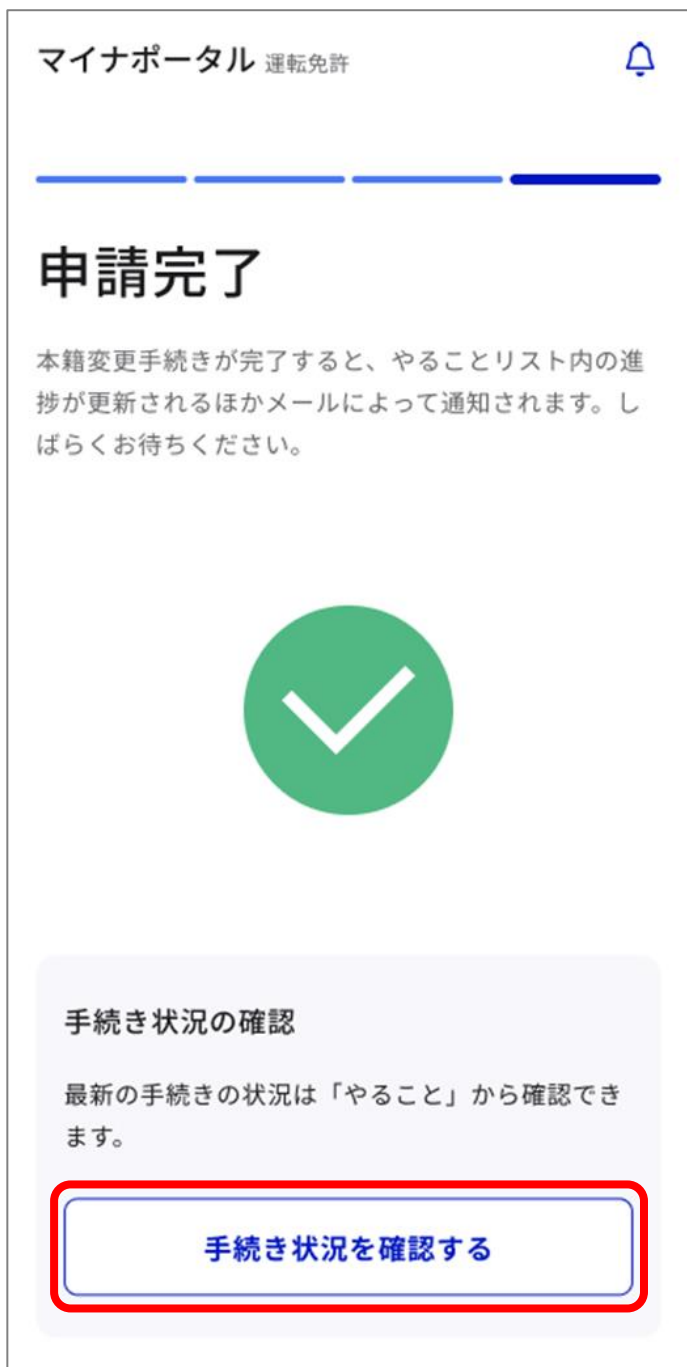 マイナポータル 運転免許
申請完了
本籍変更手続きが完了すると、やることリスト内の進
捗が更新されるほかメールによって通知されます。し
ばらくお待ちください。
手続き状況の確認
最新の手続きの状況は「やること」から確認でき
ます。
手続き状況を確認する